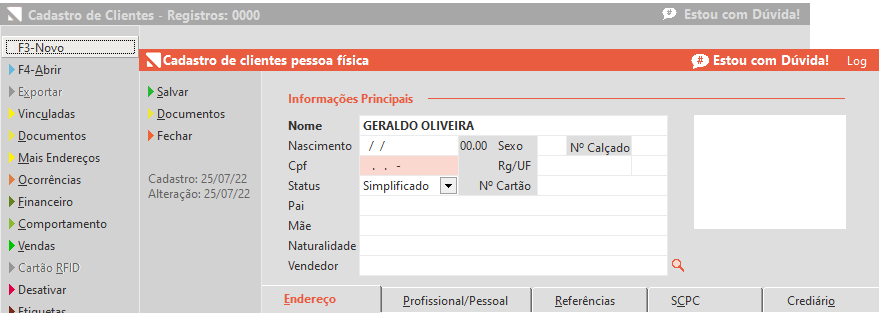 Cadastro de Clientes - Registros: 0000
# Estou com Dúvida!
F3-Novo
F4-Abrir
Exportar
Vinculadas
Documentos
Mais Endereços
Ocorrências
Financeiro
Comportamento
Vendas
Cartão RFID
Desativar
Etiquetas
Cadastro de clientes pessoa física
# Estou com Dúvida!
Log
Salvar
Documentos
Fechar
Cadastro: 25/07/22
Alteração: 25/07/22
Informações Principais
Nome GERALDO OLIVEIRA
Nascimento / / 00.00 Sexo Nº Calçado
Cpf . . - Rg/UF
Status Simplificado Nº Cartão
Pai
Mãe
Naturalidade
Vendedor
Endereço Profissional/Pessoal Referências SCPC Crediário